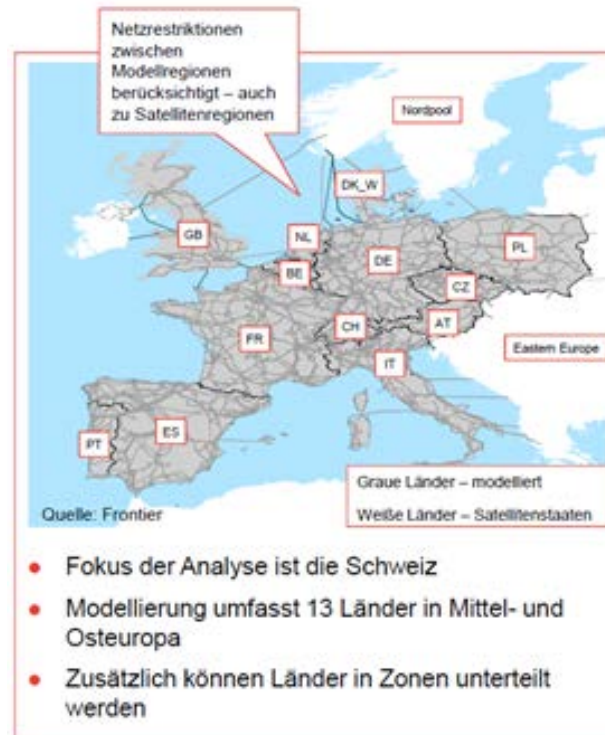 Netzrestriktionen
zwischen
Modellregionen
berücksichtigt – auch
zu Satellitenregionen
Nordpool
DK_W
GB
NL
BE
DE
PL
CZ
CH
AT
FR
IT
Eastern Europe
PT
ES
Quelle: Frontier
Graue Länder – modelliert
Weiße Länder – Satellitenstaaten
● Fokus der Analyse ist die Schweiz
● Modellierung umfasst 13 Länder in Mittel- und
Osteuropa
● Zusätzlich können Länder in Zonen unterteilt
werden